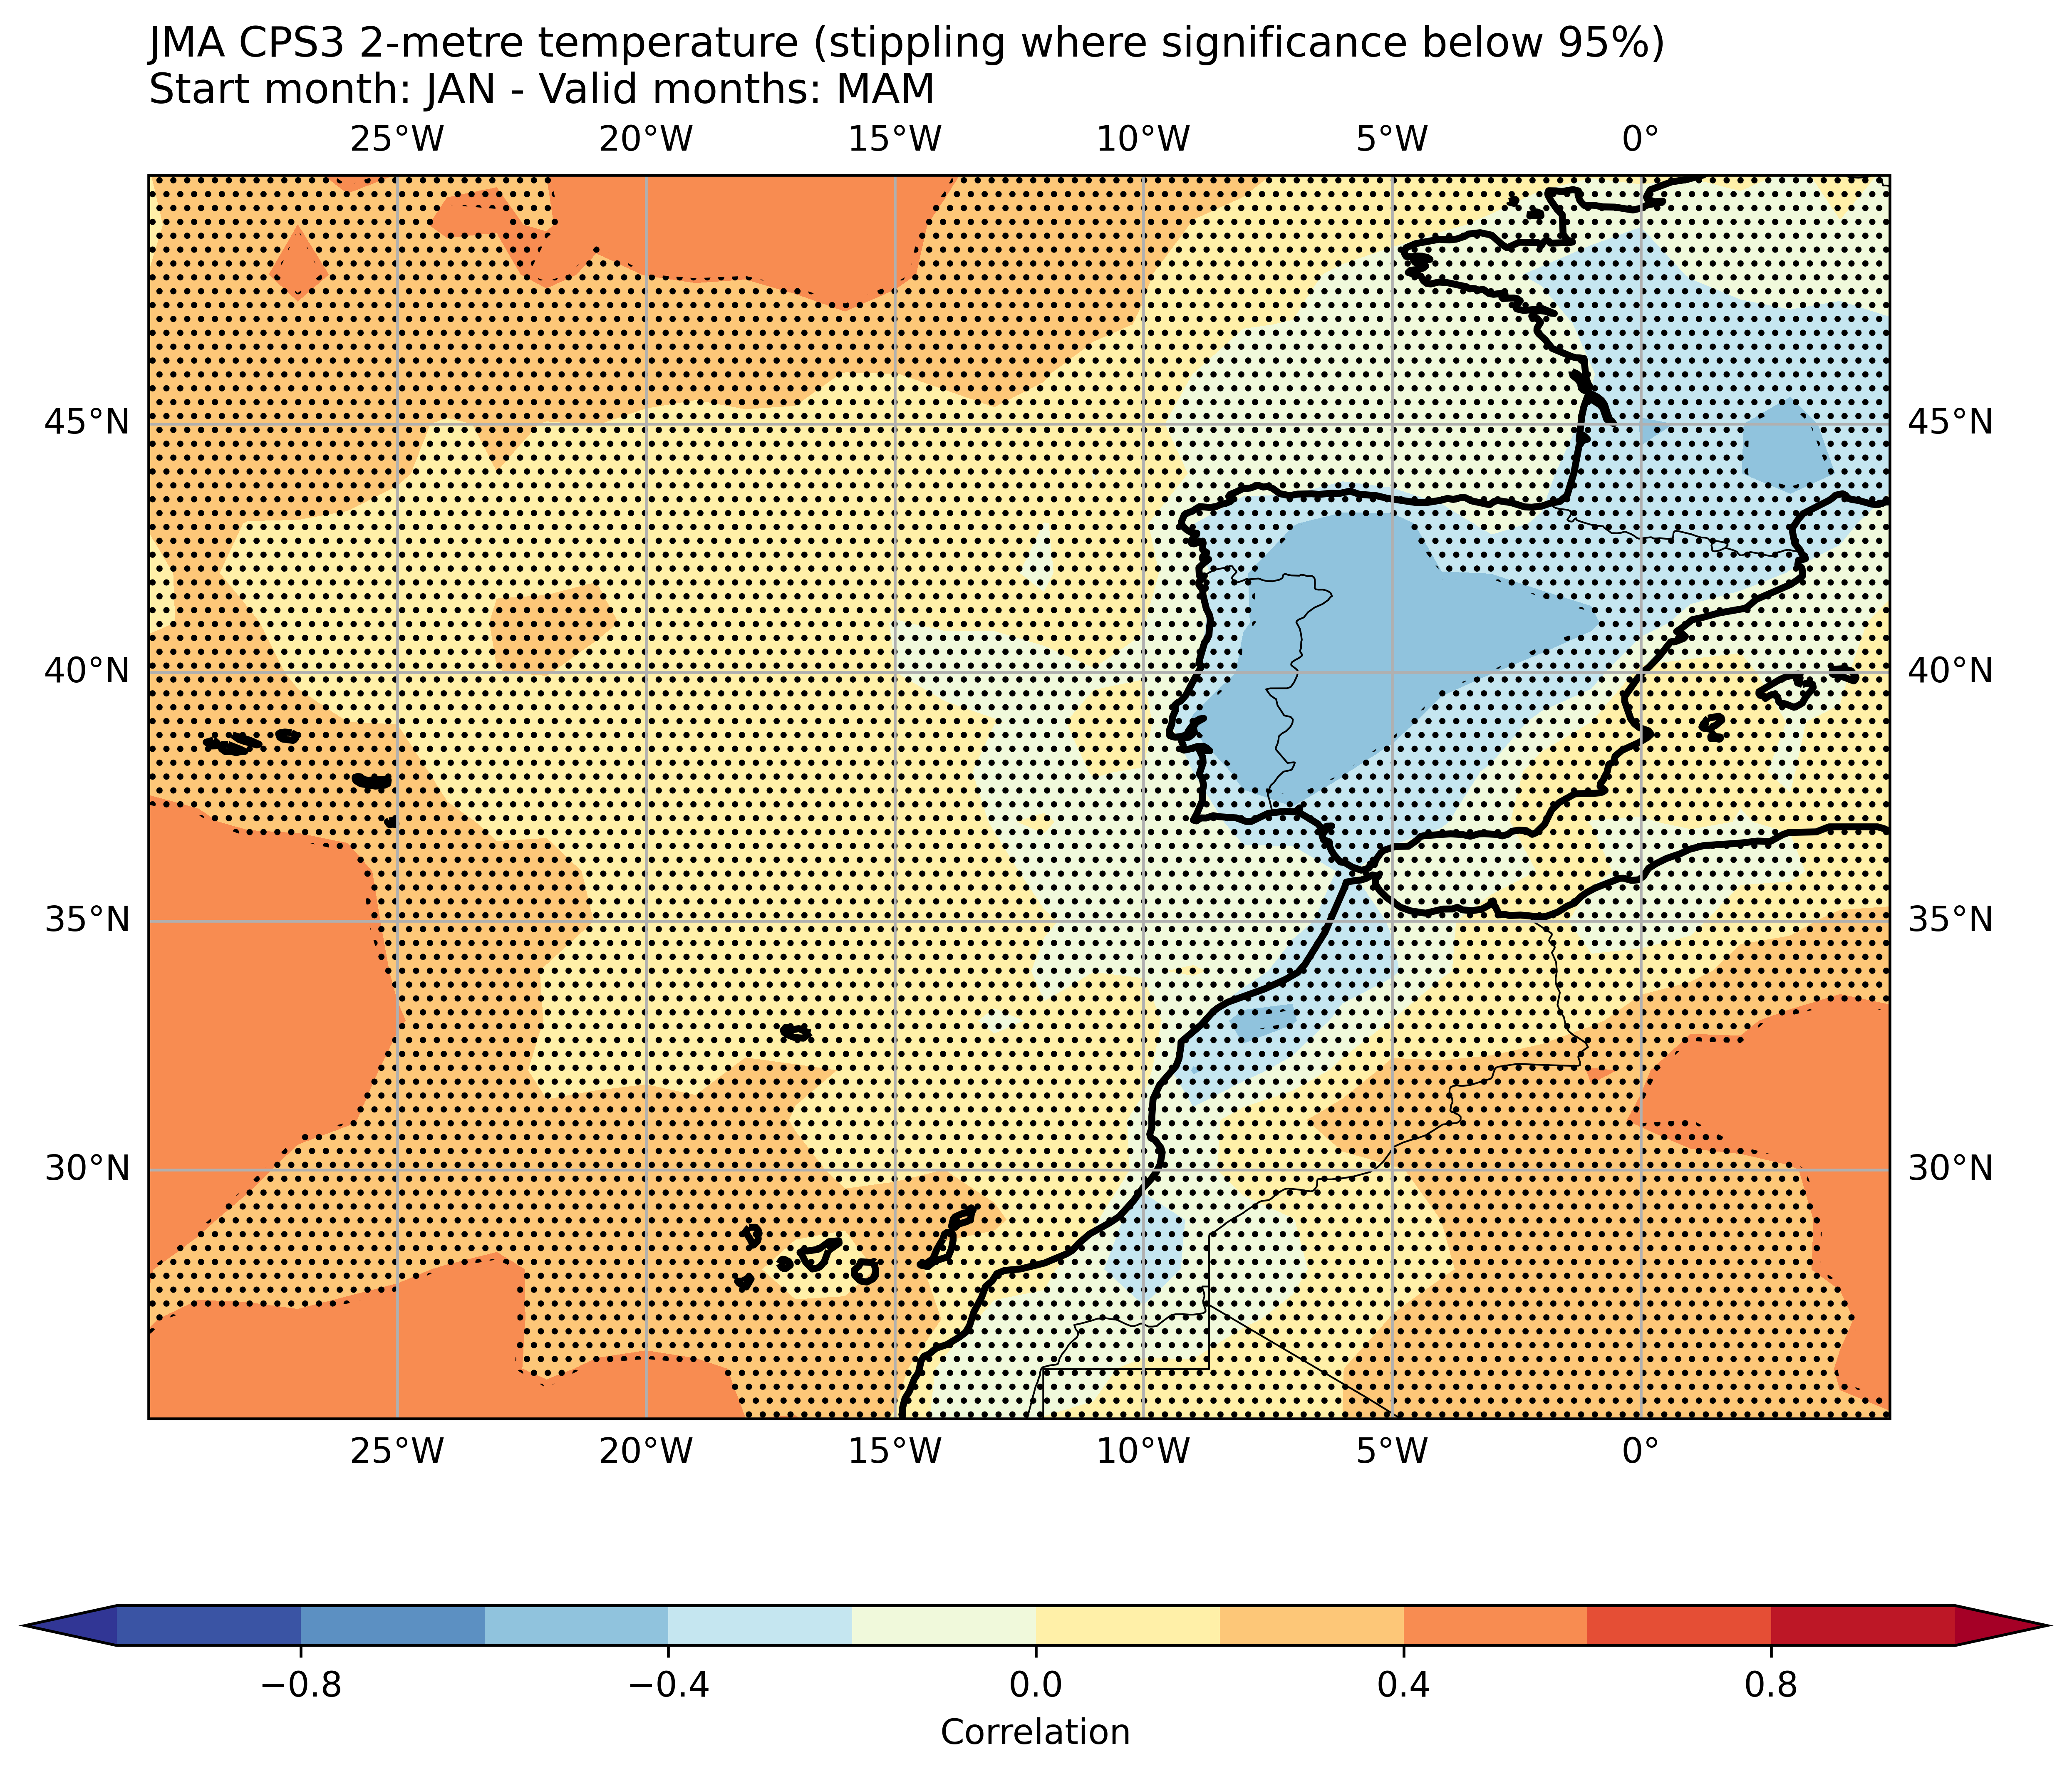 JMA CPS3 2-metre temperature (stippling where significance below 95%)
Start month: JAN - Valid months: MAM
25°W 20°W 15°W 10°W 5°W 0°
45°N 45°N
40°N 40°N
35°N 35°N
30°N 30°N
25°W 20°W 15°W 10°W 5°W 0°
−0.8 −0.4 0.0 0.4 0.8
Correlation